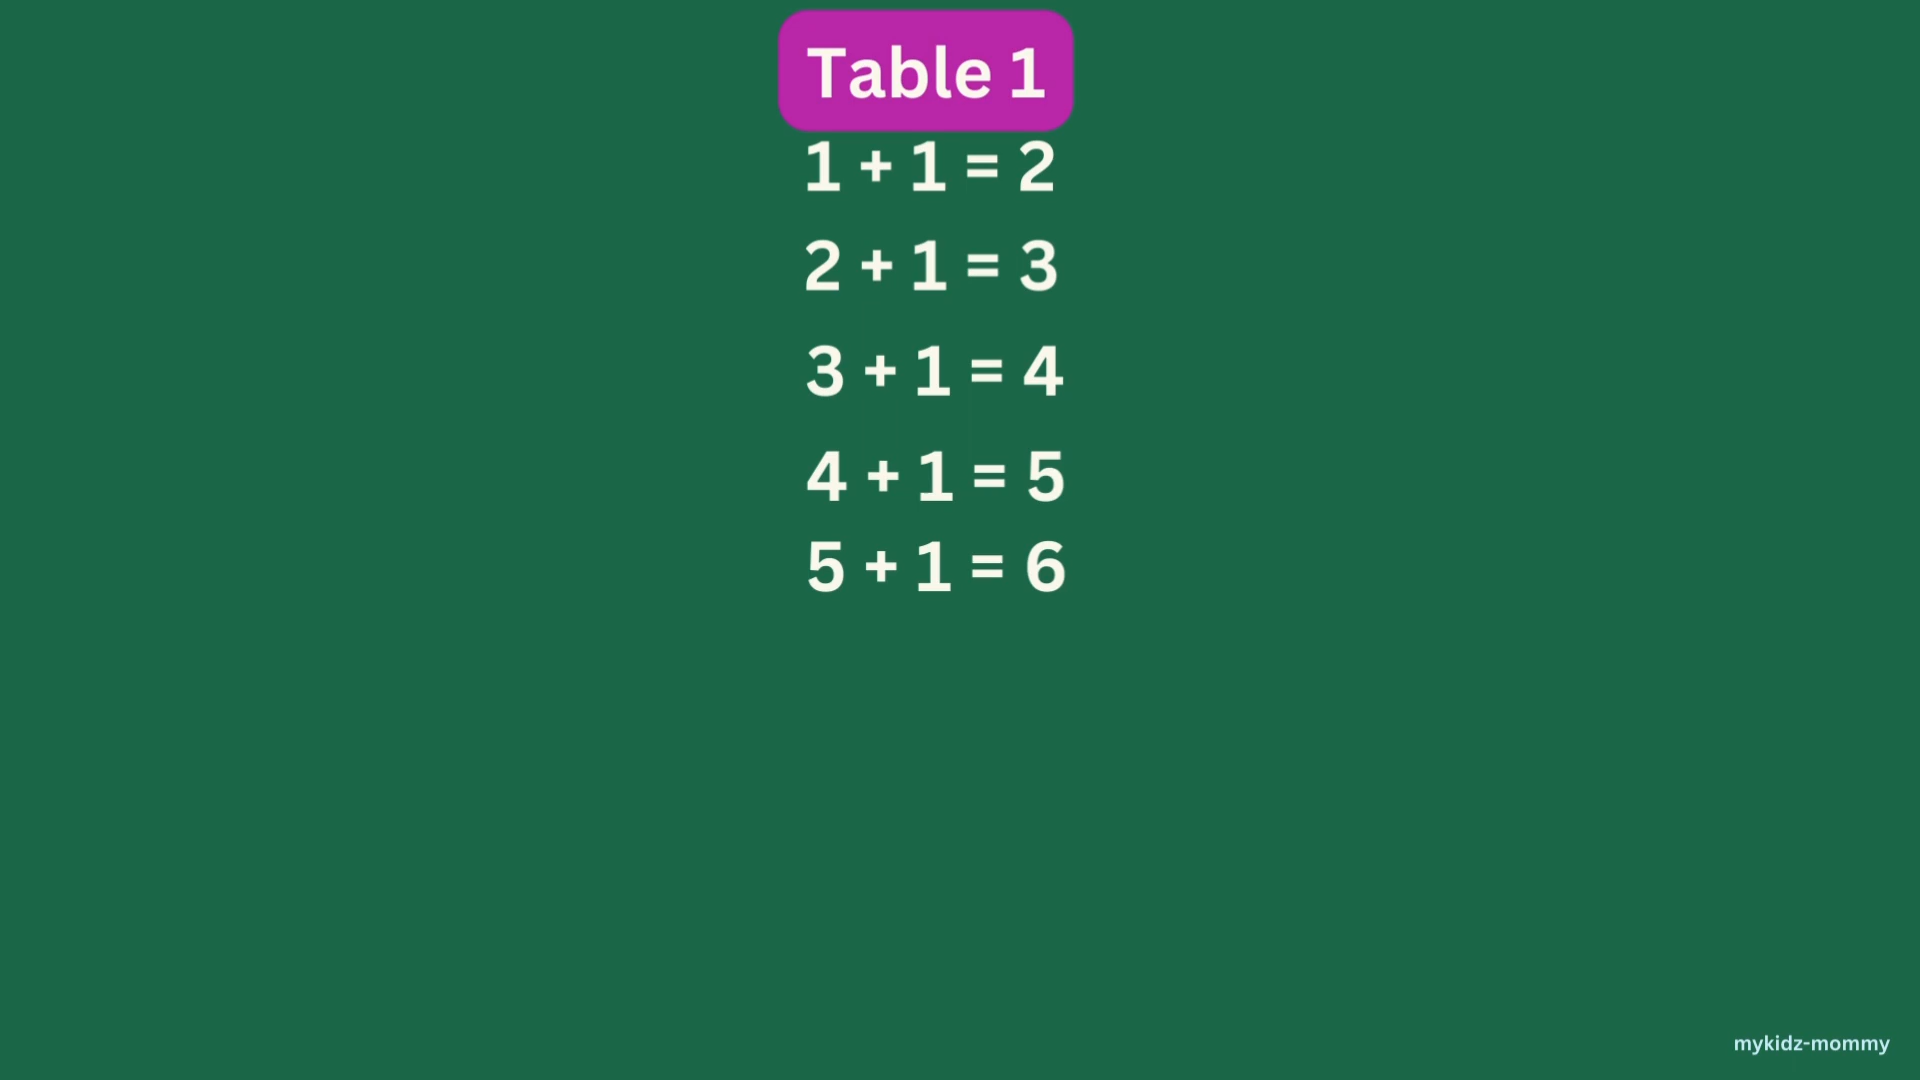 Table 1
1 + 1 = 2
2 + 1 = 3
3 + 1 = 4
4 + 1 = 5
5 + 1 = 6
mykidz-mommy